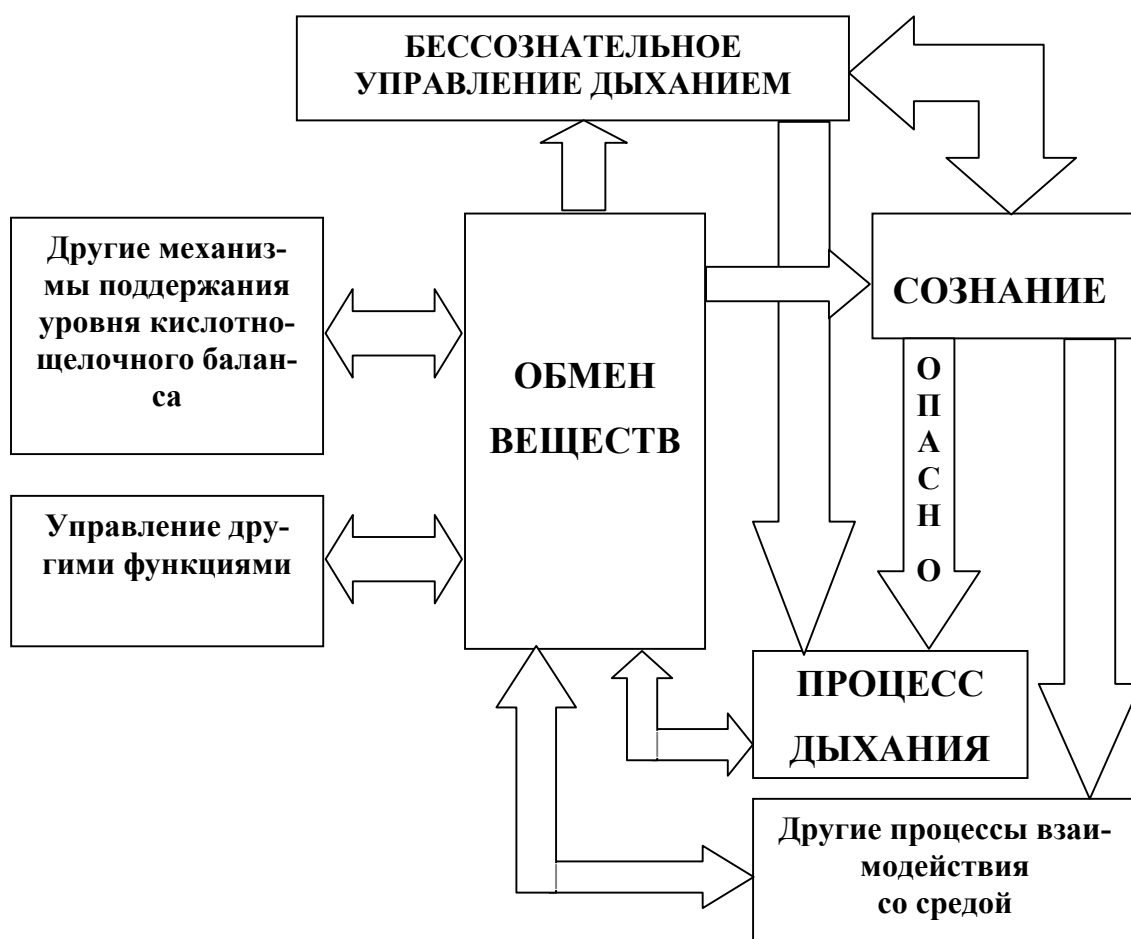 БЕССОЗНАТЕЛЬНОЕ
УПРАВЛЕНИЕ ДЫХАНИЕМ
Другие механиз-
мы поддержания
уровня кислотно-
щелочного балан-
са
ОБМЕН
ВЕЩЕСТВ
СОЗНАНИЕ
ОПАСНО
Управление дру-
гими функциями
ПРОЦЕСС
ДЫХАНИЯ
Другие процессы взаи-
модействия
со средой